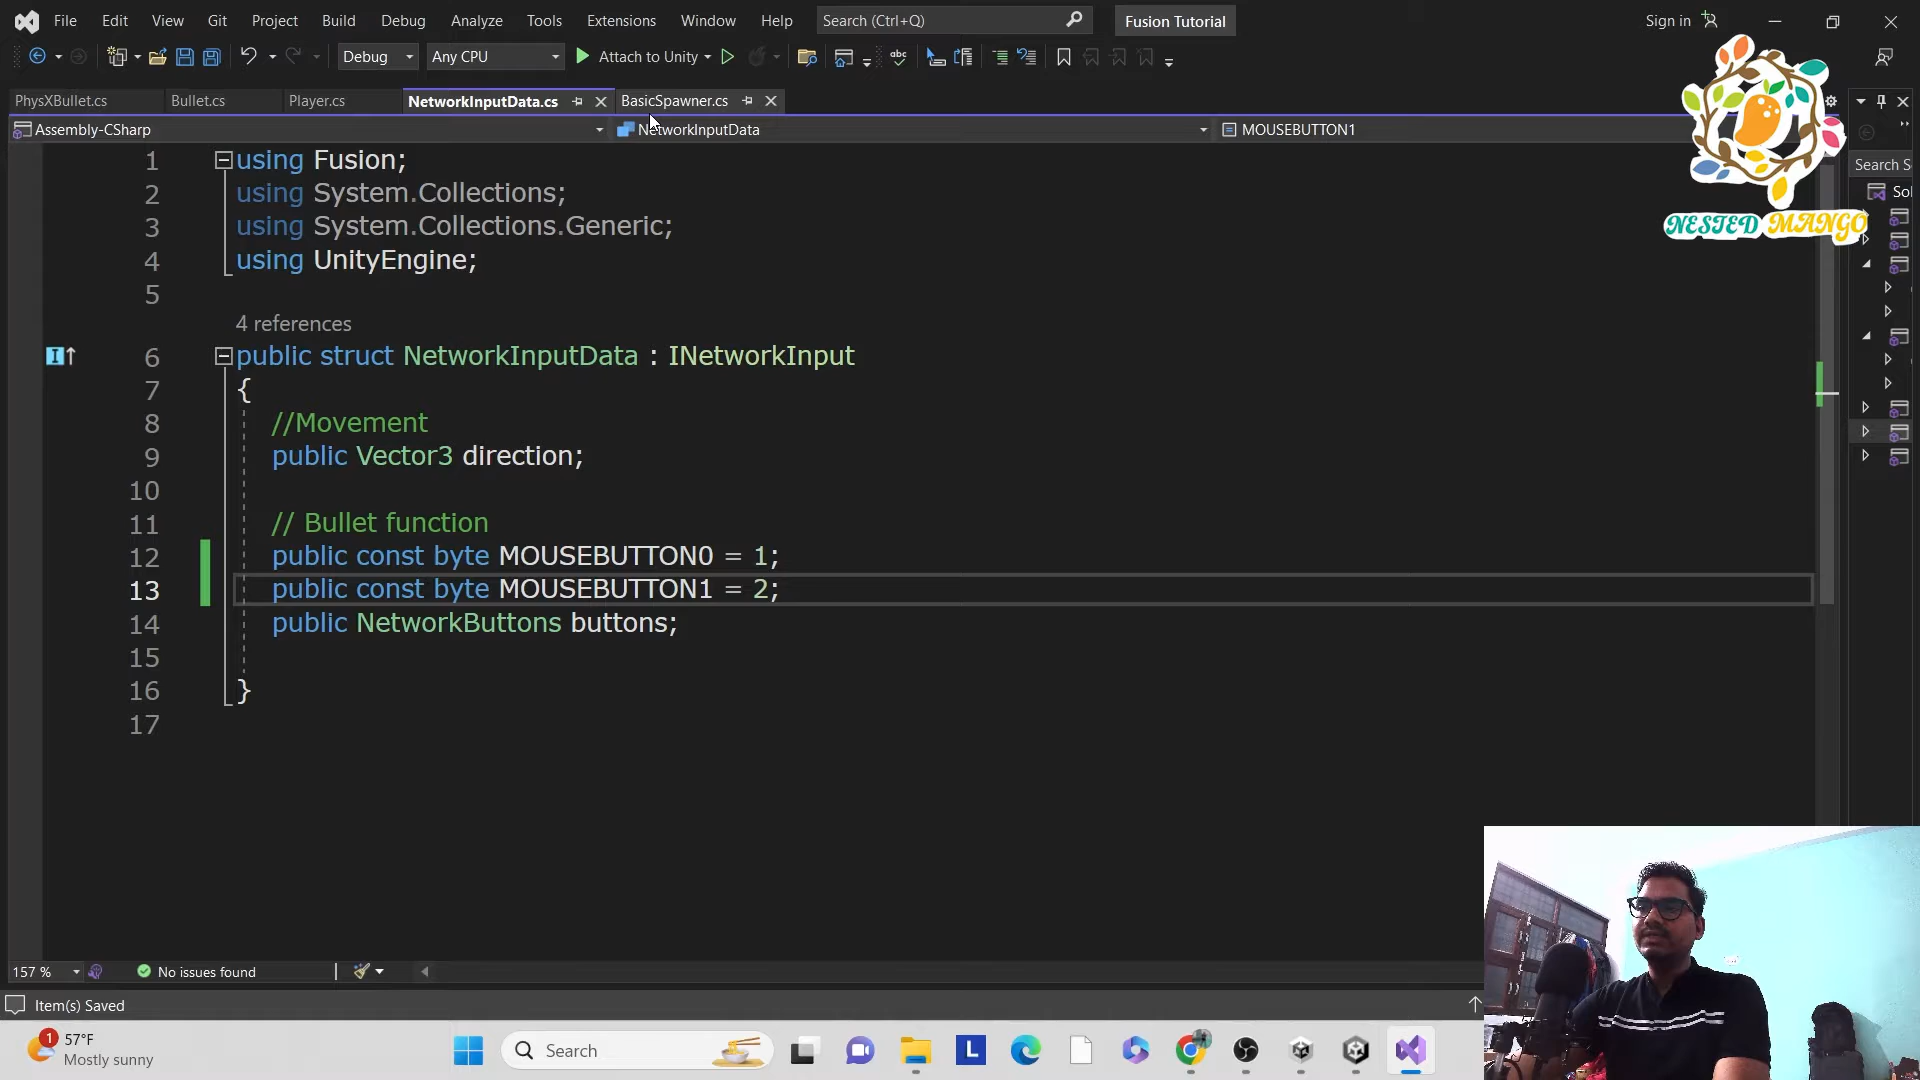 File Edit View Git Project Build Debug Test Analyze Tools Extensions Window Help Search (Ctrl+Q) Fusion Tutorial Sign in
Debug Any CPU Attach to Unity
PhysXBullet.cs Bullet.cs Player.cs NetworkInputData.cs BasicSpawner.cs
Assembly-CSharp NetworkInputData MOUSEBUTTON1
NESTED MANGO
Search S
Sol
1 using Fusion;
2 using System.Collections;
3 using System.Collections.Generic;
4 using UnityEngine;
5
4 references
6 public struct NetworkInputData : INetworkInput
7 {
8 //Movement
9 public Vector3 direction;
10
11 // Bullet function
12 public const byte MOUSEBUTTON0 = 1;
13 public const byte MOUSEBUTTON1 = 2;
14 public NetworkButtons buttons;
15
16 }
17
157 % No issues found
Item(s) Saved
1 57°F
Mostly sunny
Search
L